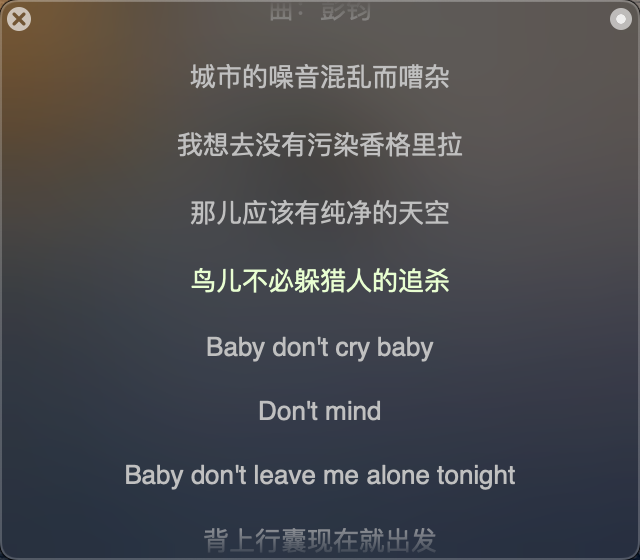 曲：彭钧
城市的噪音混乱而嘈杂
我想去没有污染香格里拉
那儿应该有纯净的天空
鸟儿不必躲猎人的追杀
Baby don't cry baby
Don't mind
Baby don't leave me alone tonight
背上行囊现在就出发